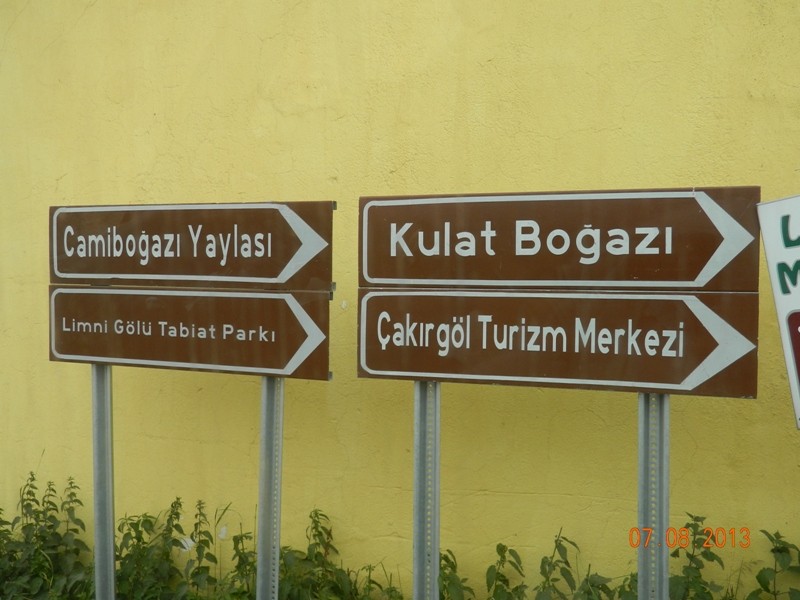 Camiboğazı Yaylası
Limni Gölü Tabiat Parkı
Kulat Boğazı
Çakırgöl Turizm Merkezi
07 08 2013